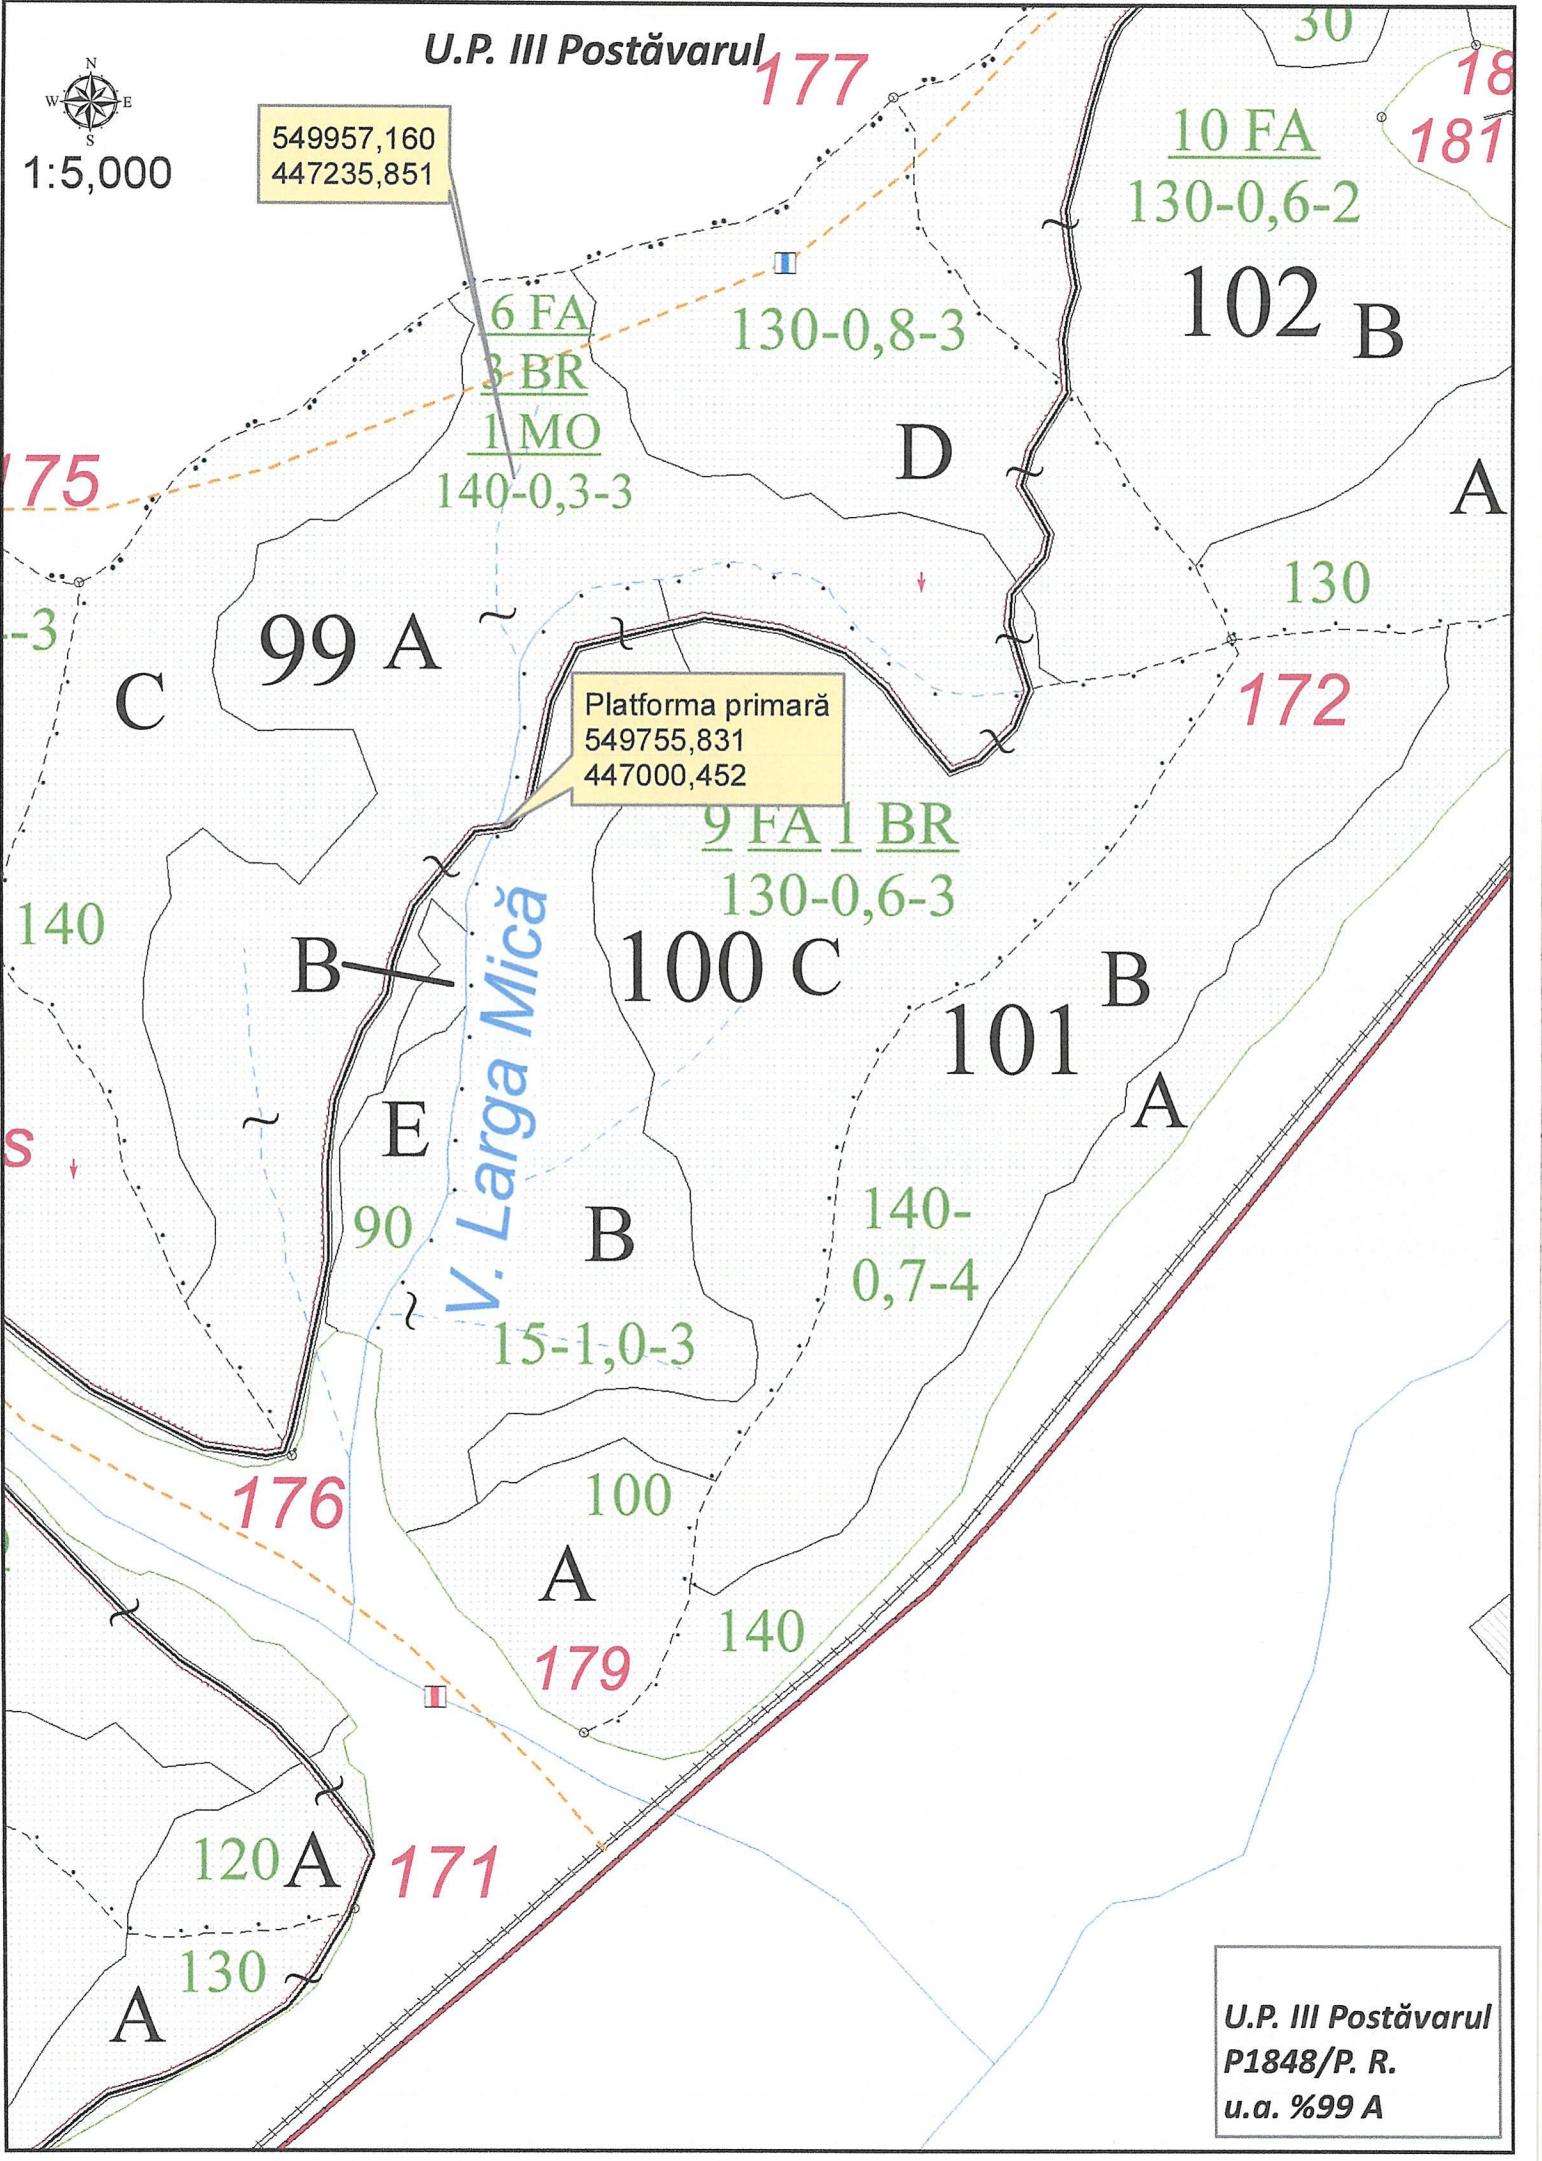 U.P. III Postăvarul
N
W E
S
1:5,000
549957,160
447235,851
177
30
18
181
10 FA
130-0,6-2
102 B
6 FA
3 BR
1 MO
140-0,3-3
130-0,8-3
D
A
175
130
-3
99 A
C
172
Platforma primară
549755,831
447000,452
9 FA 1 BR
130-0,6-3
140
B
100 C
B
101
A
V. Larga Mică
E
s
90
B
140-
0,7-4
15-1,0-3
176
100
A
179
140
120 A
171
130
A
U.P. III Postăvarul
P1848/P. R.
u.a. %99 A